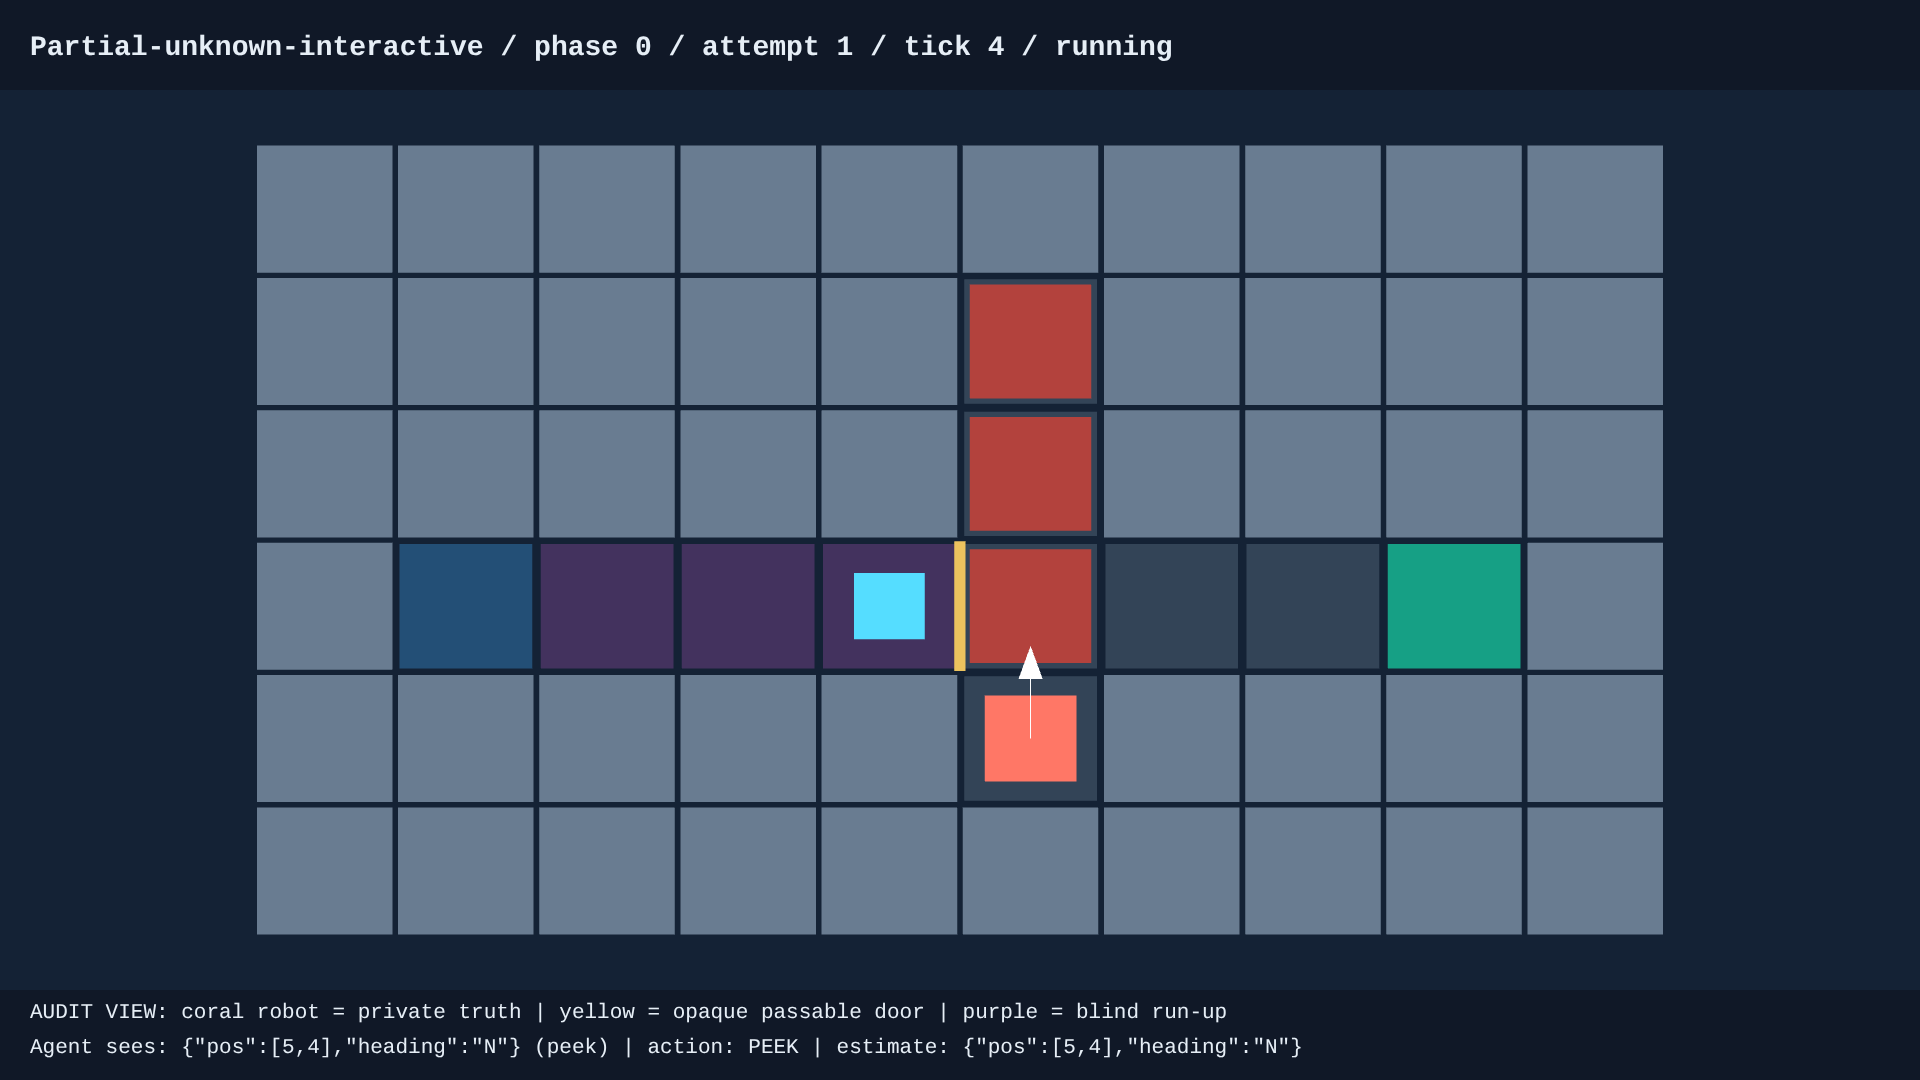 Partial-unknown-interactive / phase 0 / attempt 1 / tick 4 / running
AUDIT VIEW: coral robot = private truth | yellow = opaque passable door | purple = blind run-up
Agent sees: {"pos":[5,4],"heading":"N"} (peek) | action: PEEK | estimate: {"pos":[5,4],"heading":"N"}